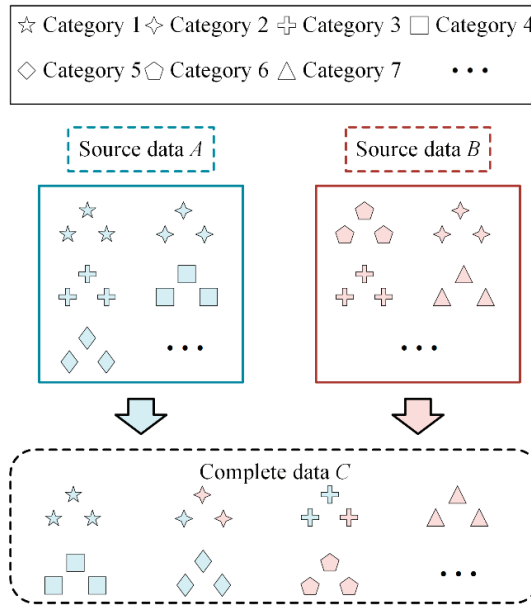 Category 1 Category 2 Category 3 Category 4
Category 5 Category 6 Category 7 • • •
Source data A Source data B
• • •
• • •
Complete data C
• • •